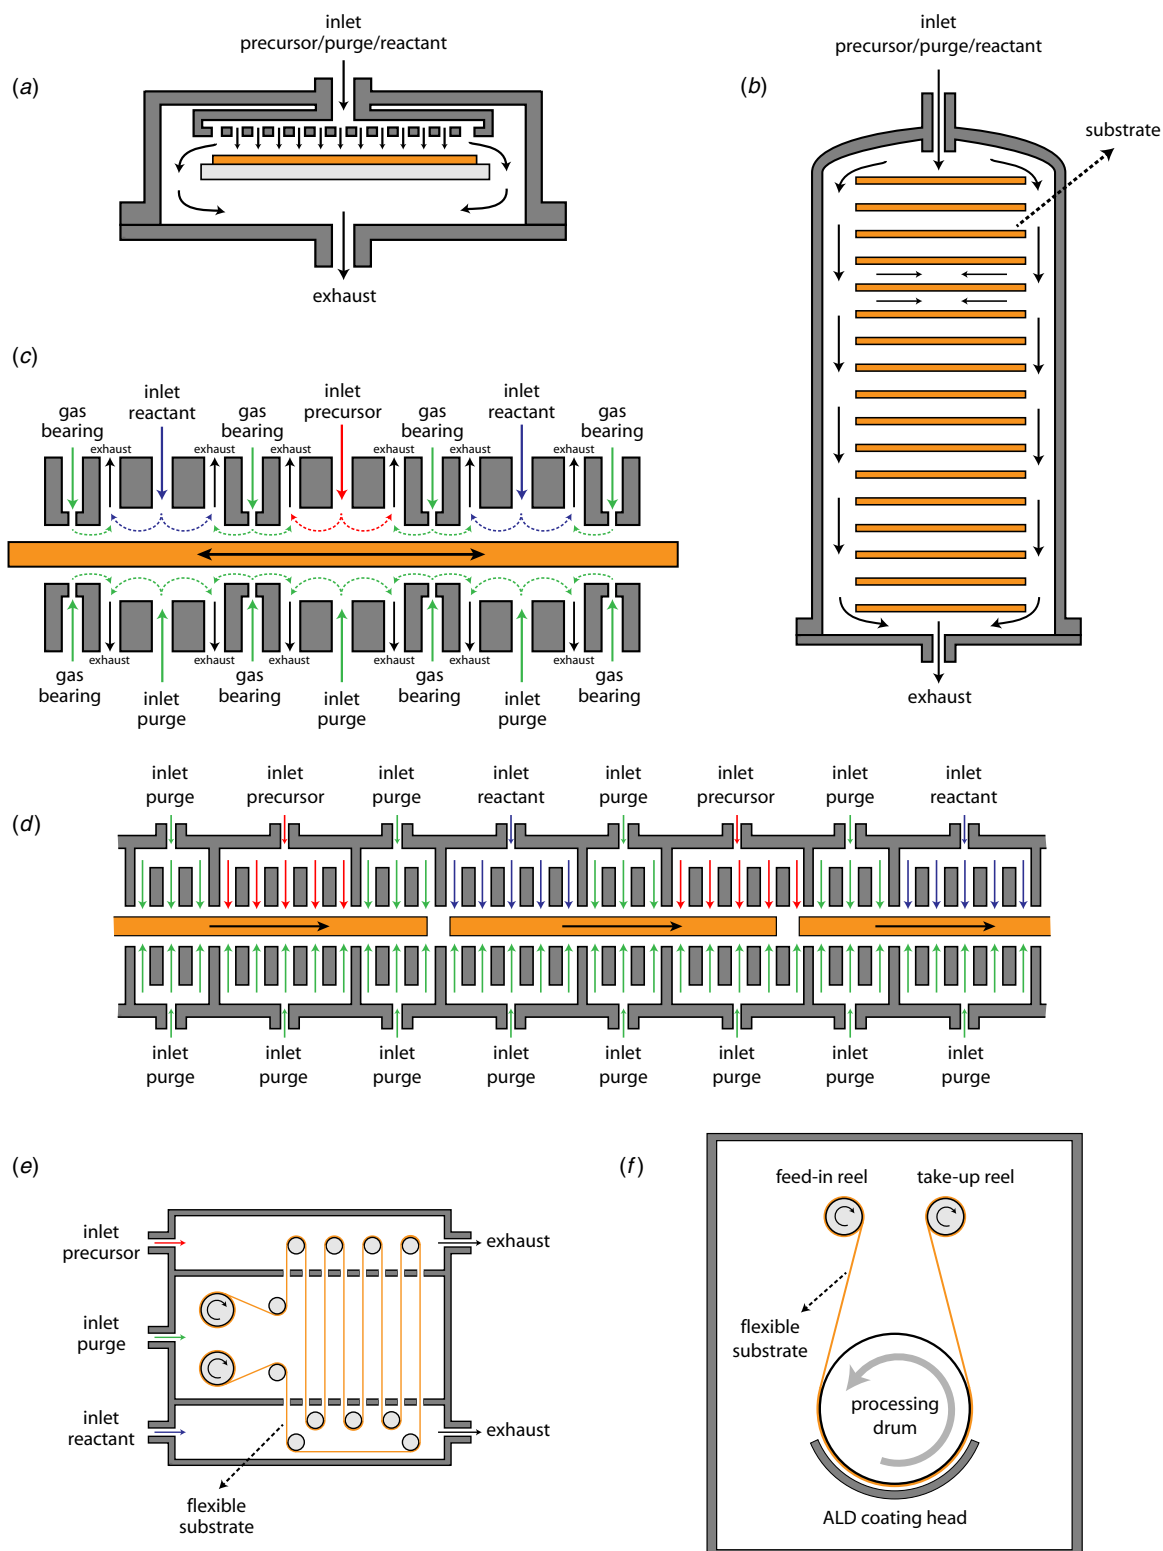 inlet
precursor/purge/reactant
(a)
exhaust
inlet
precursor/purge/reactant
(b)
substrate
exhaust
(c)
gas
bearing
inlet
reactant
gas
bearing
inlet
precursor
gas
bearing
inlet
reactant
gas
bearing
exhaust
exhaust
exhaust
exhaust
exhaust
exhaust
exhaust
exhaust
exhaust
exhaust
exhaust
exhaust
gas
bearing
inlet
purge
gas
bearing
inlet
purge
gas
bearing
inlet
purge
gas
bearing
(d)
inlet
purge
inlet
precursor
inlet
purge
inlet
reactant
inlet
purge
inlet
precursor
inlet
purge
inlet
reactant
inlet
purge
inlet
purge
inlet
purge
inlet
purge
inlet
purge
inlet
purge
inlet
purge
inlet
purge
(e)
inlet
precursor
exhaust
inlet
purge
inlet
reactant
exhaust
flexible
substrate
(f)
feed-in reel
take-up reel
flexible
substrate
processing
drum
ALD coating head